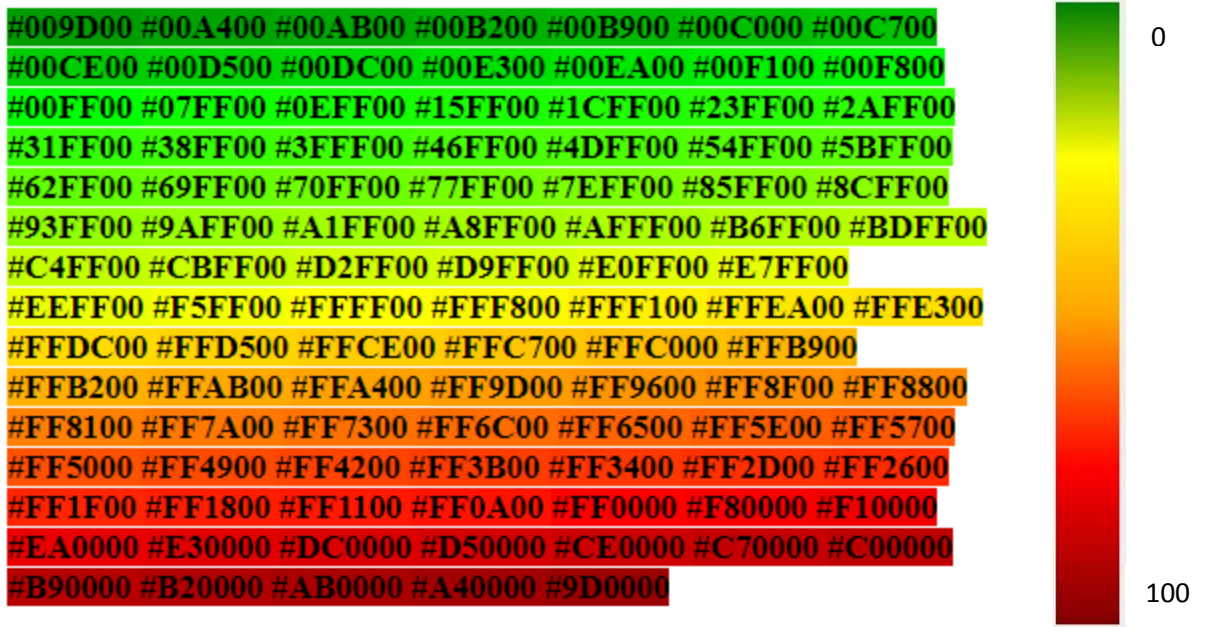 #009D00 #00A400 #00AB00 #00B200 #00B900 #00C000 #00C700
#00CE00 #00D500 #00DC00 #00E300 #00EA00 #00F100 #00F800
#00FF00 #07FF00 #0EFF00 #15FF00 #1CFF00 #23FF00 #2AFF00
#31FF00 #38FF00 #3FFF00 #46FF00 #4DFF00 #54FF00 #5BFF00
#62FF00 #69FF00 #70FF00 #77FF00 #7EFF00 #85FF00 #8CFF00
#93FF00 #9AFF00 #A1FF00 #A8FF00 #AFFF00 #B6FF00 #BDFF00
#C4FF00 #CBFF00 #D2FF00 #D9FF00 #E0FF00 #E7FF00
#EEFF00 #F5FF00 #FFFF00 #FFF800 #FFF100 #FFEA00 #FFE300
#FFDC00 #FFD500 #FFCE00 #FFC700 #FFC000 #FFB900
#FFB200 #FFAB00 #FFA400 #FF9D00 #FF9600 #FF8F00 #FF8800
#FF8100 #FF7A00 #FF7300 #FF6C00 #FF6500 #FF5E00 #FF5700
#FF5000 #FF4900 #FF4200 #FF3B00 #FF3400 #FF2D00 #FF2600
#FF1F00 #FF1800 #FF1100 #FF0A00 #FF0000 #F80000 #F10000
#EA0000 #E30000 #DC0000 #D50000 #CE0000 #C70000 #C00000
#B90000 #B20000 #AB0000 #A40000 #9D0000
0
100